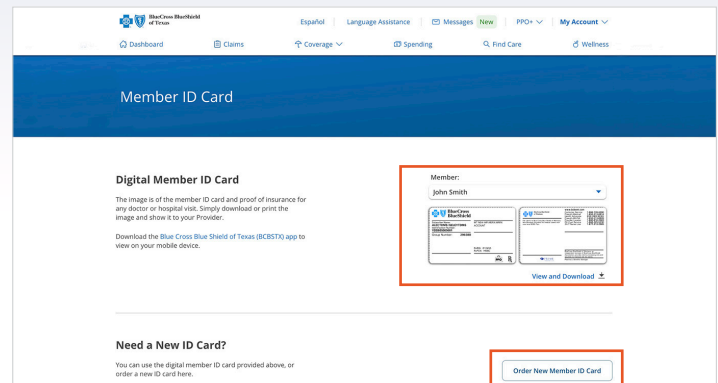 BlueCross BlueShield
of Texas
Español Language Assistance Messages New PPO+ My Account
Dashboard Claims Coverage Spending Find Care Wellness
Member ID Card
Digital Member ID Card
The image is of the member ID card and proof of insurance for
any doctor or hospital visit. Simply download or print the
image and show it to your Provider.
Download the Blue Cross Blue Shield of Texas (BCBSTX) app to
view on your mobile device.
Member:
John Smith
BlueCross
BlueShield
View and Download
Need a New ID Card?
You can use the digital member ID card provided above, or
order a new ID card here.
Order New Member ID Card